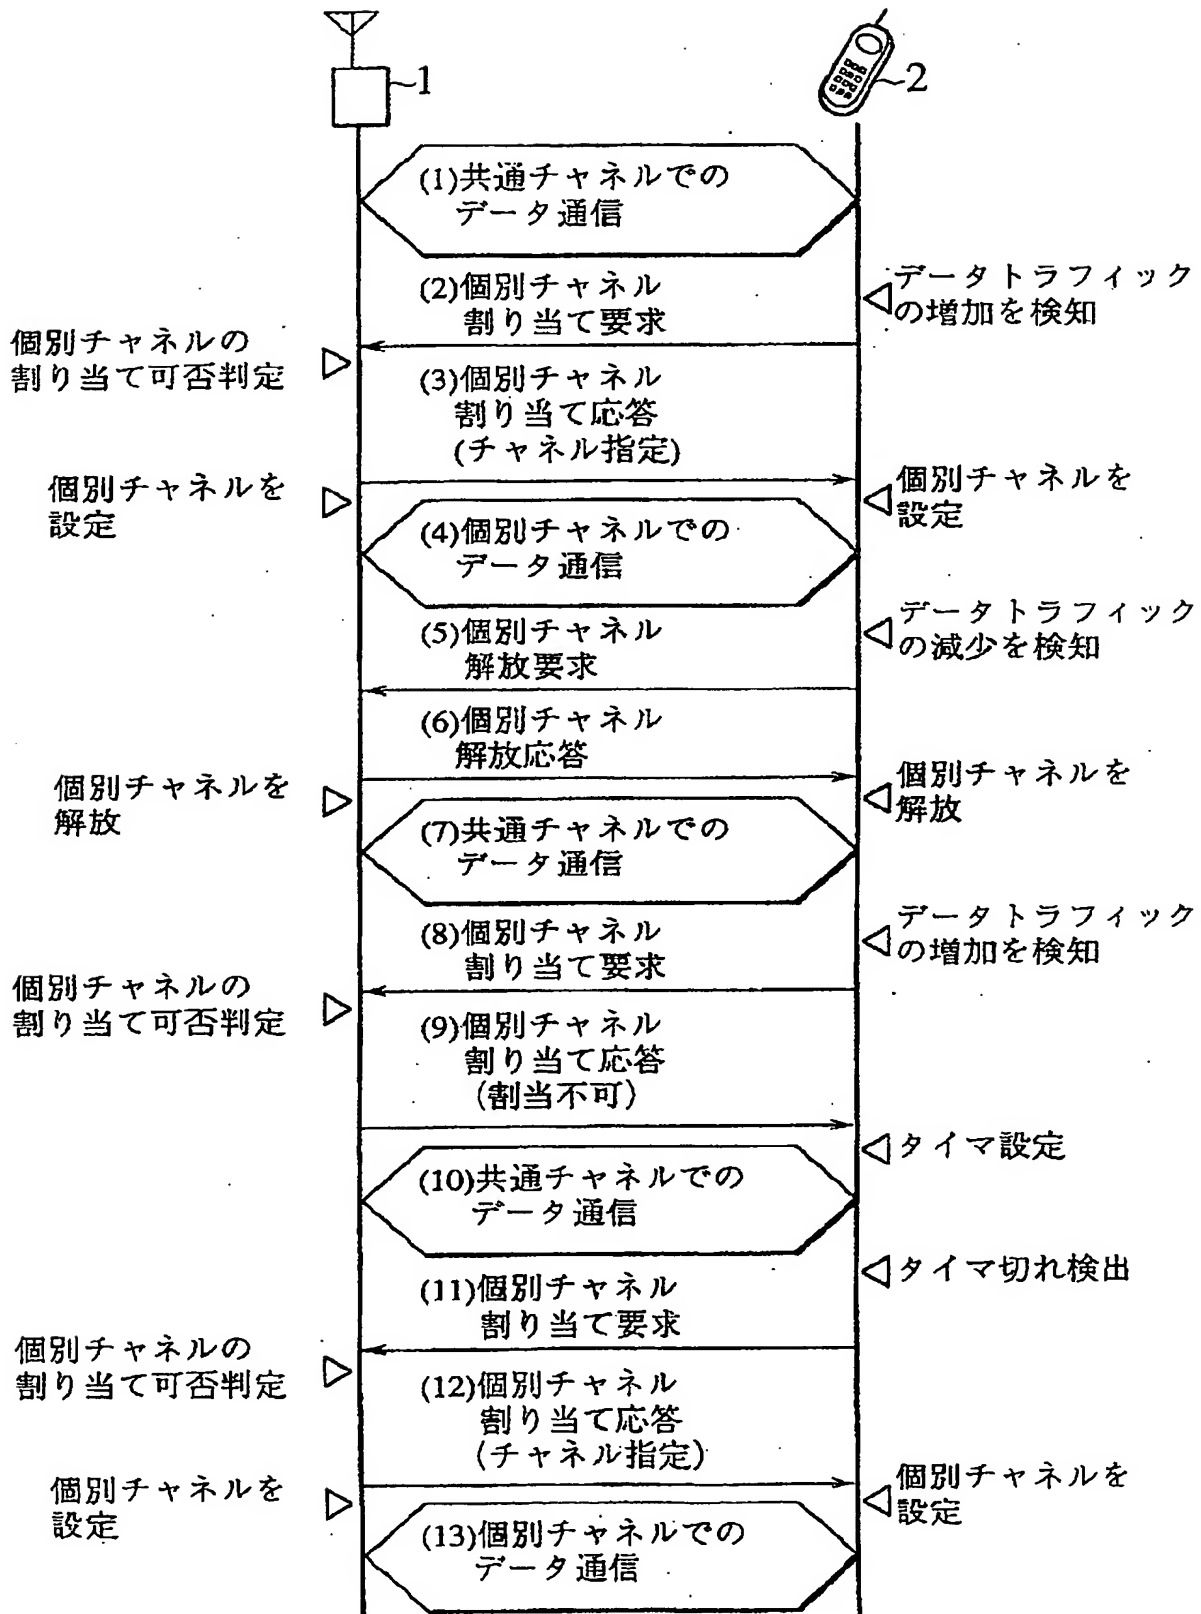 1
2
(1)共通チャネルでの
データ通信
(2)個別チャネル
割り当て要求
データトラフィック
の増加を検知
個別チャネルの
割り当て可否判定
(3)個別チャネル
割り当て応答
(チャネル指定)
個別チャネルを
設定
個別チャネルを
設定
(4)個別チャネルでの
データ通信
(5)個別チャネル
解放要求
データトラフィック
の減少を検知
(6)個別チャネル
解放応答
個別チャネルを
解放
個別チャネルを
解放
(7)共通チャネルでの
データ通信
(8)個別チャネル
割り当て要求
データトラフィック
の増加を検知
個別チャネルの
割り当て可否判定
(9)個別チャネル
割り当て応答
(割当不可)
タイマ設定
(10)共通チャネルでの
データ通信
タイマ切れ検出
(11)個別チャネル
割り当て要求
個別チャネルの
割り当て可否判定
(12)個別チャネル
割り当て応答
(チャネル指定)
個別チャネルを
設定
個別チャネルを
設定
(13)個別チャネルでの
データ通信